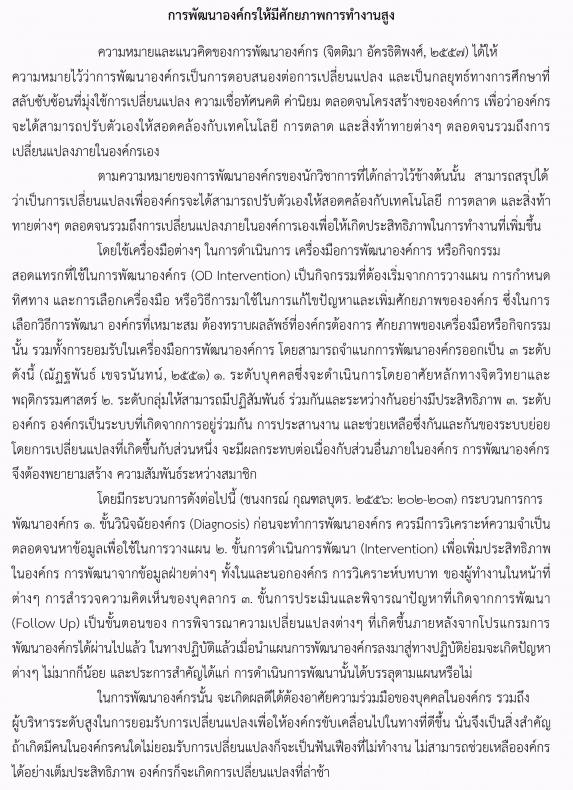 การพัฒนาองค์กรให้มีศักยภาพการทำงานสูง
ความหมายและแนวคิดของการพัฒนาองค์กร (จิตติมา อัครธิติพงศ์, ๒๕๕๗) ได้ให้
ความหมายไว้ว่าการพัฒนาองค์กรเป็นการตอบสนองต่อการเปลี่ยนแปลง และเป็นกลยุทธ์ทางการศึกษาที่
สลับซับซ้อนที่มุ่งใช้การเปลี่ยนแปลง ความเชื่อทัศนคติ ค่านิยม ตลอดจนโครงสร้างขององค์การ เพื่อว่าองค์กร
จะได้สามารถปรับตัวเองให้สอดคล้องกับเทคโนโลยี การตลาด และสิ่งท้าทายต่างๆ ตลอดจนรวมถึงการ
เปลี่ยนแปลงภายในองค์กรเอง
ตามความหมายของการพัฒนาองค์กรของนักวิชาการที่ได้กล่าวไว้ข้างต้นนั้น สามารถสรุปได้
ว่าเป็นการเปลี่ยนแปลงเพื่อองค์กรจะได้สามารถปรับตัวเองให้สอดคล้องกับเทคโนโลยี การตลาด และสิ่งท้า
ทายต่างๆ ตลอดจนรวมถึงการเปลี่ยนแปลงภายในองค์การเองเพื่อให้เกิดประสิทธิภาพในการทำงานที่เพิ่มขึ้น
โดยใช้เครื่องมือต่างๆ ในการดำเนินการ เครื่องมือการพัฒนาองค์การ หรือกิจกรรม
สอดแทรกที่ใช้ในการพัฒนาองค์กร (OD Intervention) เป็นกิจกรรมที่ต้องเริ่มจากการวางแผน การกำหนด
ทิศทาง และการเลือกเครื่องมือ หรือวิธีการมาใช้ในการแก้ไขปัญหาและเพิ่มศักยภาพขององค์กร ซึ่งในการ
เลือกวิธีการพัฒนา องค์กรที่เหมาะสม ต้องทราบผลลัพธ์ที่องค์กรต้องการ ศักยภาพของเครื่องมือหรือกิจกรรม
นั้น รวมทั้งการยอมรับในเครื่องมือการพัฒนาองค์การ โดยสามารถจำแนกการพัฒนาองค์กรออกเป็น ๓ ระดับ
ดังนี้ (ณัฏฐพันธ์ เขจรนันทน์, ๒๕๕๑) ๑. ระดับบุคคลซึ่งจะดำเนินการโดยอาศัยหลักทางจิตวิทยาและ
พฤติกรรมศาสตร์ ๒. ระดับกลุ่มให้สามารถมีปฏิสัมพันธ์ ร่วมกันและระหว่างกันอย่างมีประสิทธิภาพ ๓. ระดับ
องค์กร องค์กรเป็นระบบที่เกิดจากการอยู่ร่วมกัน การประสานงาน และช่วยเหลือซึ่งกันและกันของระบบย่อย
โดยการเปลี่ยนแปลงที่เกิดขึ้นกับส่วนหนึ่ง จะมีผลกระทบต่อเนื่องกับส่วนอื่นภายในองค์กร การพัฒนาองค์กร
จึงต้องพยายามสร้าง ความสัมพันธ์ระหว่างสมาชิก
โดยมีกระบวนการดังต่อไปนี้ (ชนงกรณ์ กุณฑลบุตร. ๒๕๕๖: ๒๐๒-๒๐๓) กระบวนการการ
พัฒนาองค์กร ๑. ขั้นวินิจฉัยองค์กร (Diagnosis) ก่อนจะทำการพัฒนาองค์กร ควรมีการวิเคราะห์ความจำเป็น
ตลอดจนหาข้อมูลเพื่อใช้ในการวางแผน ๒. ขั้นการดำเนินการพัฒนา (Intervention) เพื่อเพิ่มประสิทธิภาพ
ในองค์กร การพัฒนาจากข้อมูลฝ่ายต่างๆ ทั้งในและนอกองค์กร การวิเคราะห์บทบาท ของผู้ทำงานในหน้าที่
ต่างๆ การสำรวจความคิดเห็นของบุคลากร ๓. ขั้นการประเมินและพิจารณาปัญหาที่เกิดจากการพัฒนา
(Follow Up) เป็นขั้นตอนของ การพิจารณาความเปลี่ยนแปลงต่างๆ ที่เกิดขึ้นภายหลังจากโปรแกรมการ
พัฒนาองค์กรได้ผ่านไปแล้ว ในทางปฏิบัติแล้วเมื่อนำแผนการพัฒนาองค์กรลงมาสู่ทางปฏิบัติย่อมจะเกิดปัญหา
ต่างๆ ไม่มากก็น้อย และประการสำคัญได้แก่ การดำเนินการพัฒนานั้นได้บรรลุตามแผนหรือไม่
ในการพัฒนาองค์กรนั้น จะเกิดผลดีได้ต้องอาศัยความร่วมมือของบุคคลในองค์กร รวมถึง
ผู้บริหารระดับสูงในการยอมรับการเปลี่ยนแปลงเพื่อให้องค์กรขับเคลื่อนไปในทางที่ดีขึ้น นั่นจึงเป็นสิ่งสำคัญ
ถ้าเกิดมีคนในองค์กรคนใดไม่ยอมรับการเปลี่ยนแปลงก็จะเป็นฟันเฟืองที่ไม่ทำงาน ไม่สามารถช่วยเหลือองค์กร
ได้อย่างเต็มประสิทธิภาพ องค์กรก็จะเกิดการเปลี่ยนแปลงที่ล่าช้า